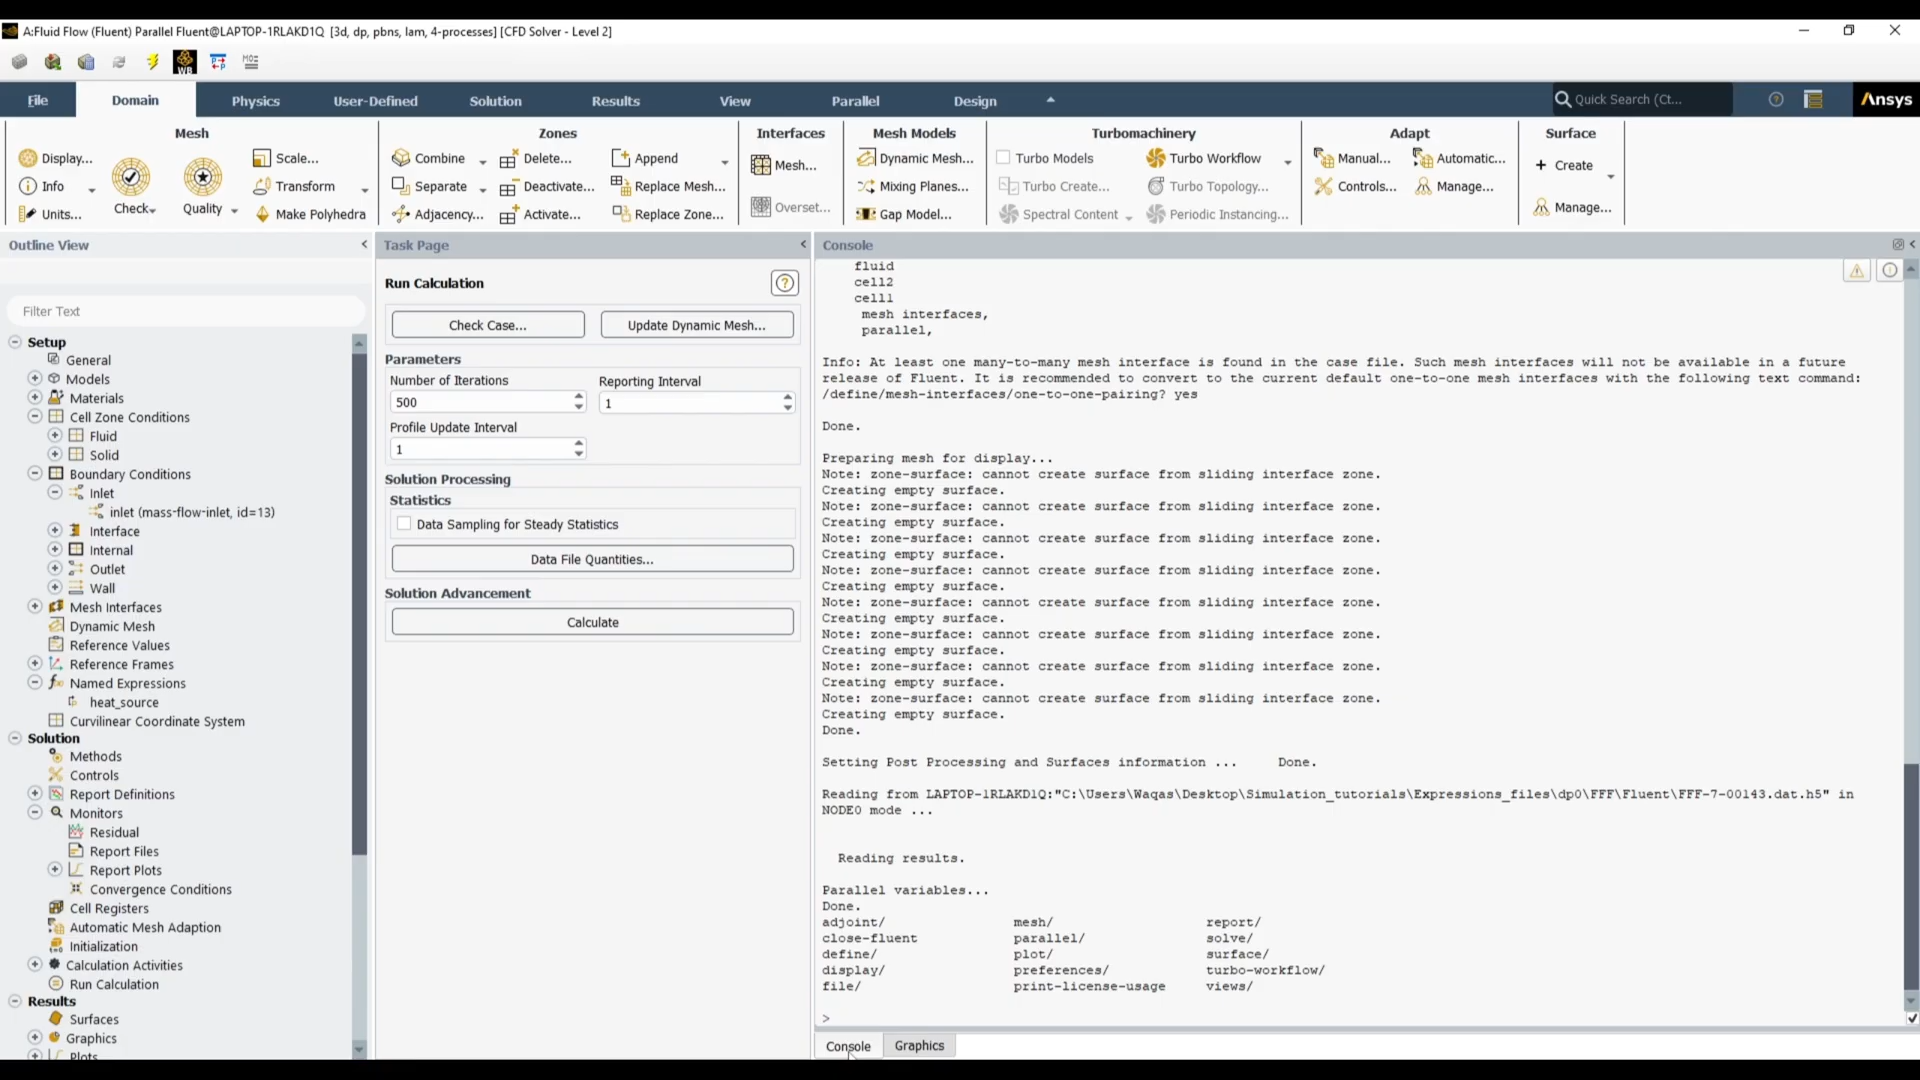 A:Fluid Flow (Fluent) Parallel Fluent@LAPTOP-1RLAKD1Q [3d, dp, pbns, lam, 4-processes] [CFD Solver - Level 2]
WB
File Domain Physics User-Defined Solution Results View Parallel Design Quick Search (Ct... Ansys
Mesh Zones Interfaces Mesh Models Turbomachinery Adapt Surface
Display... Scale... Combine Delete... Append Mesh... Dynamic Mesh... Turbo Models Turbo Workflow Manual... Automatic... + Create
Info Check Quality Transform Separate Deactivate... Replace Mesh... Mixing Planes... Turbo Create... Turbo Topology... Controls... Manage...
Units... Make Polyhedra Adjacency... Activate... Replace Zone... Overset... Gap Model... Spectral Content Periodic Instancing... Manage...
Outline View
Filter Text
Setup
General
Models
Materials
Cell Zone Conditions
Fluid
Solid
Boundary Conditions
Inlet
inlet (mass-flow-inlet, id=13)
Interface
Internal
Outlet
Wall
Mesh Interfaces
Dynamic Mesh
Reference Values
Reference Frames
Named Expressions
heat_source
Curvilinear Coordinate System
Solution
Methods
Controls
Report Definitions
Monitors
Residual
Report Files
Report Plots
Convergence Conditions
Cell Registers
Automatic Mesh Adaption
Initialization
Calculation Activities
Run Calculation
Results
Surfaces
Graphics
Plots
Task Page
Run Calculation
Check Case... Update Dynamic Mesh...
Parameters
Number of Iterations Reporting Interval
500 1
Profile Update Interval
1
Solution Processing
Statistics
Data Sampling for Steady Statistics
Data File Quantities...
Solution Advancement
Calculate
Console
fluid
cell2
cell1
mesh interfaces,
parallel,
Info: At least one many-to-many mesh interface is found in the case file. Such mesh interfaces will not be available in a future
release of Fluent. It is recommended to convert to the current default one-to-one mesh interfaces with the following text command:
/define/mesh-interfaces/one-to-one-pairing? yes
Done.
Preparing mesh for display...
Note: zone-surface: cannot create surface from sliding interface zone.
Creating empty surface.
Note: zone-surface: cannot create surface from sliding interface zone.
Creating empty surface.
Note: zone-surface: cannot create surface from sliding interface zone.
Creating empty surface.
Note: zone-surface: cannot create surface from sliding interface zone.
Creating empty surface.
Note: zone-surface: cannot create surface from sliding interface zone.
Creating empty surface.
Note: zone-surface: cannot create surface from sliding interface zone.
Creating empty surface.
Note: zone-surface: cannot create surface from sliding interface zone.
Creating empty surface.
Note: zone-surface: cannot create surface from sliding interface zone.
Creating empty surface.
Done.
Setting Post Processing and Surfaces information ... Done.
Reading from LAPTOP-1RLAKD1Q:"C:\Users\Waqas\Desktop\Simulation_tutorials\Expressions_files\dp0\FFF\Fluent\FFF-7-00143.dat.h5" in
NODE0 mode ...
Reading results.
Parallel variables...
Done.
adjoint/ mesh/ report/
close-fluent parallel/ solve/
define/ plot/ surface/
display/ preferences/ turbo-workflow/
file/ print-license-usage views/
>
Console Graphics